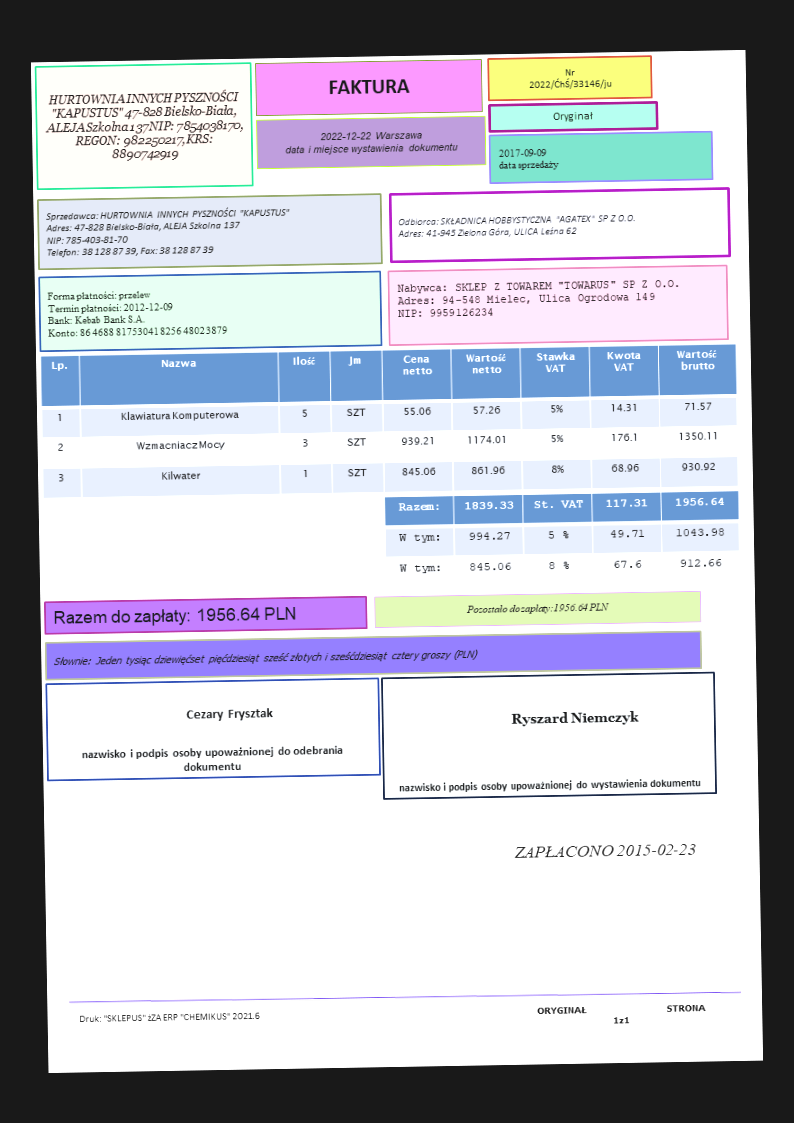 HURTOWNIA INNYCH PYSZNOŚCI
"KAPUSTUS" 47-828 Bielsko-Biała,
ALEJA Szkolna 137 NIP: 7854038170,
REGON: 982250217, KRS:
8890742919
FAKTURA
2022-12-22 Warszawa
data i miejsce wystawienia dokumentu
Nr
2022/ĆhŚ/33146/ju
Oryginał
2017-09-09
data sprzedaży
Sprzedawca: HURTOWNIA INNYCH PYSZNOŚCI "KAPUSTUS"
Adres: 47-828 Bielsko-Biała, ALEJA Szkolna 137
NIP: 785-403-81-70
Telefon: 38 128 87 39, Fax: 38 128 87 39
Odbiorca: SKŁADNICA HOBBYSTYCZNA "AGATEX" SP Z O.O.
Adres: 41-945 Zielona Góra, ULICA Leśna 62
Forma płatności: przelew
Termin płatności: 2012-12-09
Bank: Kebab Bank S.A.
Konto: 86 4688 8175 3041 8256 4802 3879
Nabywca: SKLEP Z TOWAREM "TOWARUS" SP Z O.O.
Adres: 94-548 Mielec, Ulica Ogrodowa 149
NIP: 9959126234
Lp. Nazwa Ilość Jm Cena netto Wartość netto Stawka VAT Kwota VAT Wartość brutto
1 Klawiatura Komputerowa 5 SZT 55.06 57.26 5% 14.31 71.57
2 Wzmacniacz Mocy 3 SZT 939.21 1174.01 5% 176.1 1350.11
3 Kilwater 1 SZT 845.06 861.96 8% 68.96 930.92
Razem: 1839.33 St. VAT 117.31 1956.64
W tym: 994.27 5 % 49.71 1043.98
W tym: 845.06 8 % 67.6 912.66
Razem do zapłaty: 1956.64 PLN
Pozostało do zapłaty: 1956.64 PLN
Słownie: Jeden tysiąc dziewięćset pięćdziesiąt sześć złotych i sześćdziesiąt cztery groszy (PLN)
Cezary Frysztak
nazwisko i podpis osoby upoważnionej do odebrania
dokumentu
Ryszard Niemczyk
nazwisko i podpis osoby upoważnionej do wystawienia dokumentu
ZAPŁACONO 2015-02-23
Druk: "SKLEPUS" żZA ERP "CHEMIKUS" 2021.6
ORYGINAŁ STRONA
1 z 1